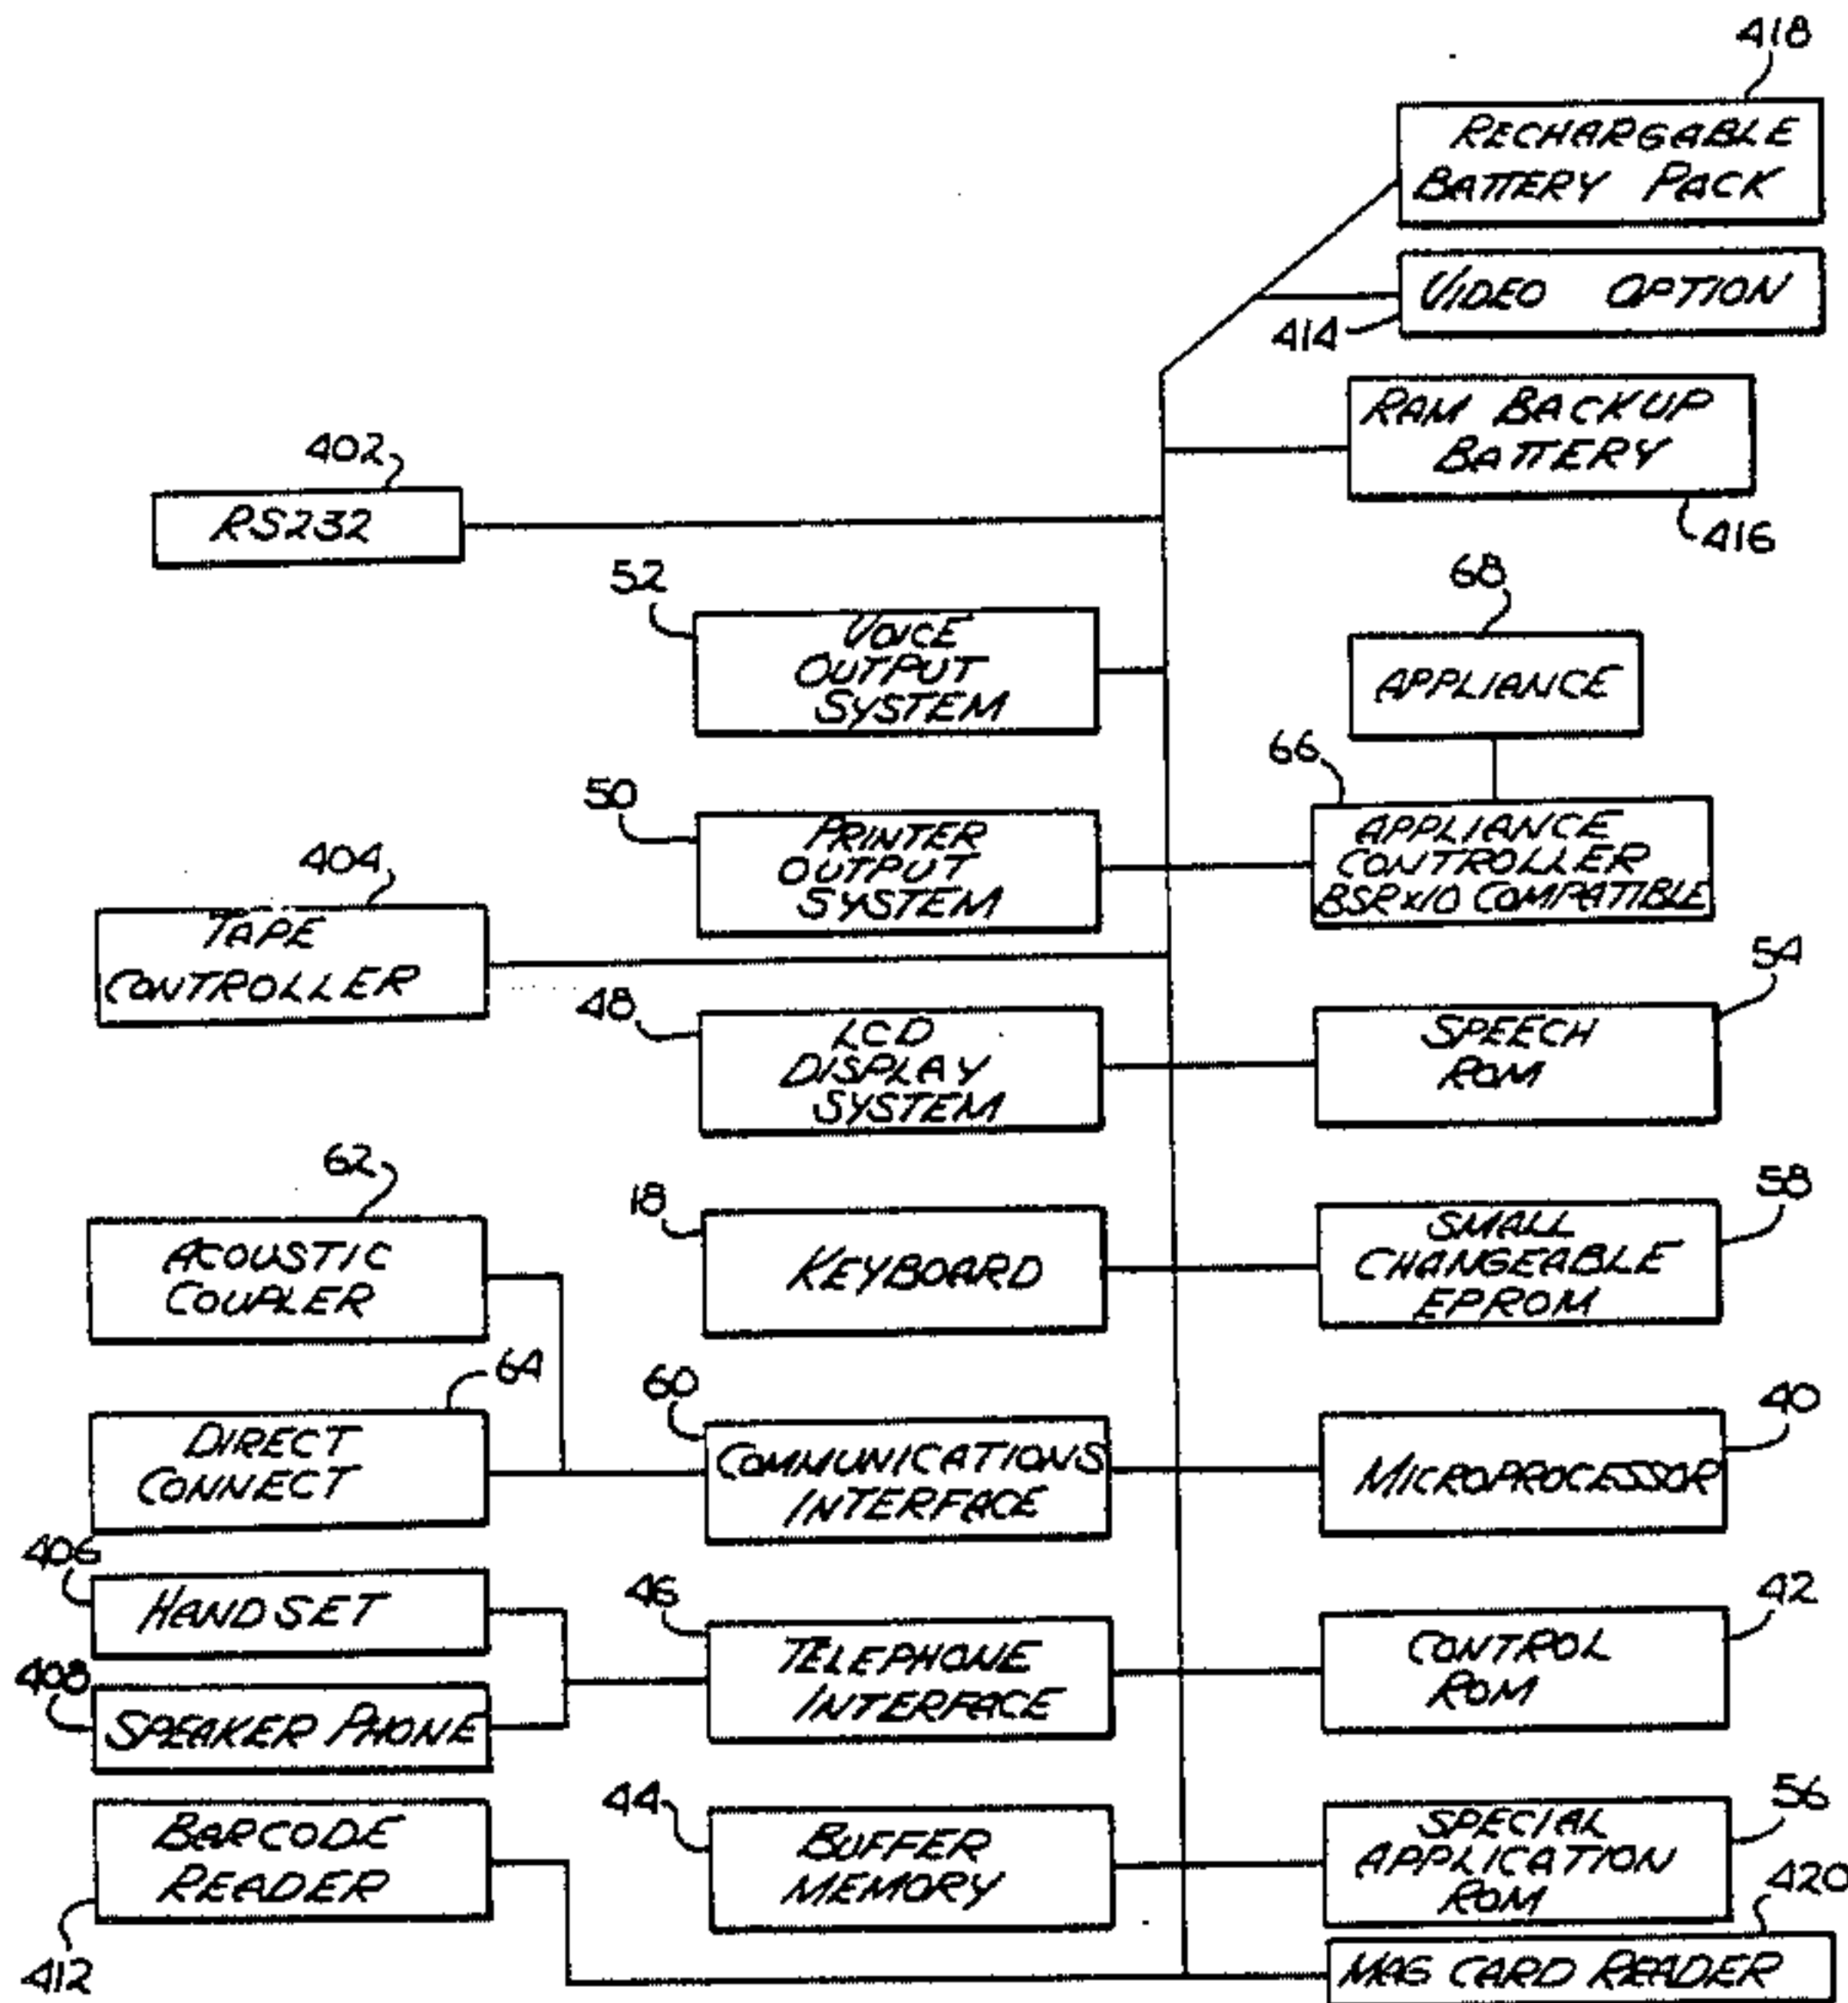 418
RECHARGABLE
BATTERY PACK
VIDEO OPTION
414
RAM BACKUP
BATTERY
416
402
RS232
52
VOICE
OUTPUT
SYSTEM
68
APPLIANCE
66
APPLIANCE
CONTROLLER
BSRX10 COMPATIBLE
50
PRINTER
OUTPUT
SYSTEM
404
TAPE
CONTROLLER
48
LCD
DISPLAY
SYSTEM
54
SPEECH
ROM
62
ACOUSTIC
COUPLER
18
KEYBOARD
58
SMALL
CHANGEABLE
EPROM
64
DIRECT
CONNECT
60
COMMUNICATIONS
INTERFACE
40
MICROPROCESSOR
406
HANDSET
408
SPEAKER PHONE
46
TELEPHONE
INTERFACE
42
CONTROL
ROM
BARCODE
READER
412
44
BUFFER
MEMORY
56
SPECIAL
APPLICATION
ROM
420
MAG CARD READER